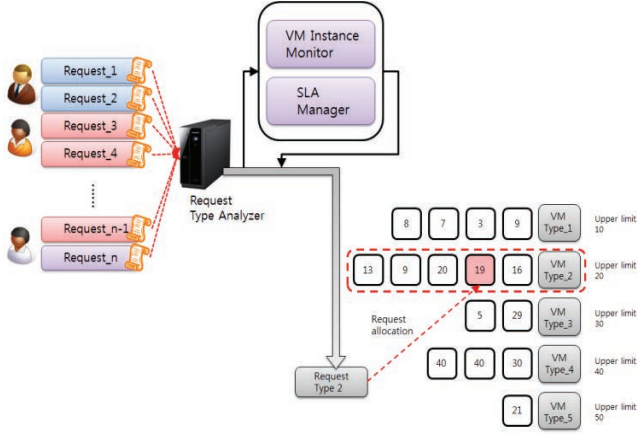 VM Instance
Monitor
SLA
Manager
Request_1
Request_2
Request_3
Request_4
Request_n-1
Request_n
Request
Type Analyzer
8 7 3 9 VM
Type_1 Upper limit
10
13 9 20 19 16 VM
Type_2 Upper limit
20
Request
allocation
5 29 VM
Type_3 Upper limit
30
Request
Type 2
40 40 30 VM
Type_4 Upper limit
40
21 VM
Type_5 Upper limit
50